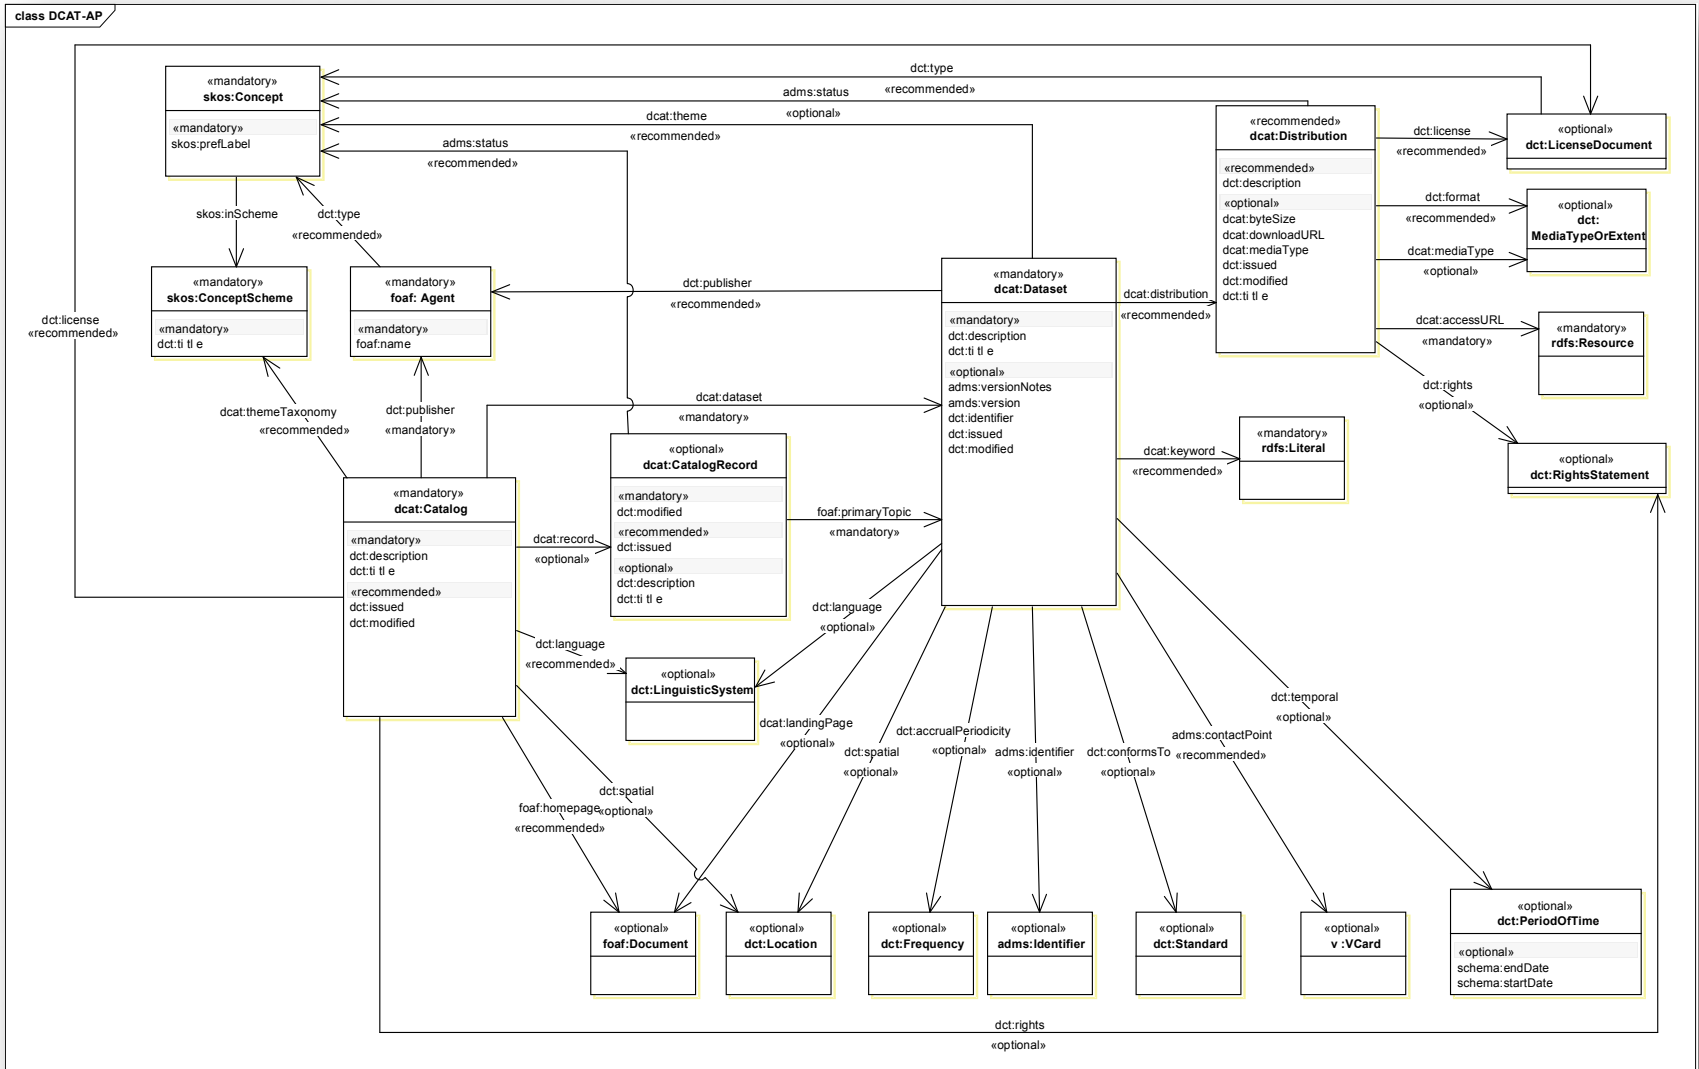 class DCAT-AP
«mandatory»
skos:Concept
«mandatory»
skos:prefLabel
dct:type
«recommended»
adms:status
«optional»
dcat:theme
«recommended»
adms:status
«recommended»
«recommended»
dcat:Distribution
«recommended»
dct:description
«optional»
dcat:byteSize
dcat:downloadURL
dcat:mediaType
dct:issued
dct:modified
dct:ti tl e
dct:license
«recommended»
«optional»
dct:LicenseDocument
dct:format
«recommended»
dcat:mediaType
«optional»
«optional»
dct:
MediaTypeOrExtent
skos:inScheme
dct:type
«recommended»
«mandatory»
skos:ConceptScheme
«mandatory»
dct:ti tl e
«mandatory»
foaf: Agent
«mandatory»
foaf:name
dct:publisher
«recommended»
«mandatory»
dcat:Dataset
«mandatory»
dct:description
dct:ti tl e
«optional»
adms:versionNotes
amds:version
dct:identifier
dct:issued
dct:modified
dcat:distribution
«recommended»
dcat:accessURL
«mandatory»
«mandatory»
rdfs:Resource
dct:license
«recommended»
dct:rights
«optional»
dcat:themeTaxonomy
«recommended»
dct:publisher
«mandatory»
dcat:dataset
«mandatory»
«optional»
dcat:CatalogRecord
«mandatory»
dct:modified
«recommended»
dct:issued
«optional»
dct:description
dct:ti tl e
dcat:keyword
«recommended»
«mandatory»
rdfs:Literal
«optional»
dct:RightsStatement
«mandatory»
dcat:Catalog
«mandatory»
dct:description
dct:ti tl e
«recommended»
dct:issued
dct:modified
dcat:record
«optional»
foaf:primaryTopic
«mandatory»
dct:language
«optional»
dct:language
«recommended»
«optional»
dct:LinguisticSystem
dcat:landingPage
«optional»
dct:spatial
«optional»
dct:accrualPeriodicity
«optional»
adms:identifier
«optional»
dct:conformsTo
«optional»
adms:contactPoint
«recommended»
dct:temporal
«optional»
foaf:homepage
«recommended»
dct:spatial
«optional»
«optional»
foaf:Document
«optional»
dct:Location
«optional»
dct:Frequency
«optional»
adms:Identifier
«optional»
dct:Standard
«optional»
v :VCard
«optional»
dct:PeriodOfTime
«optional»
schema:endDate
schema:startDate
dct:rights
«optional»